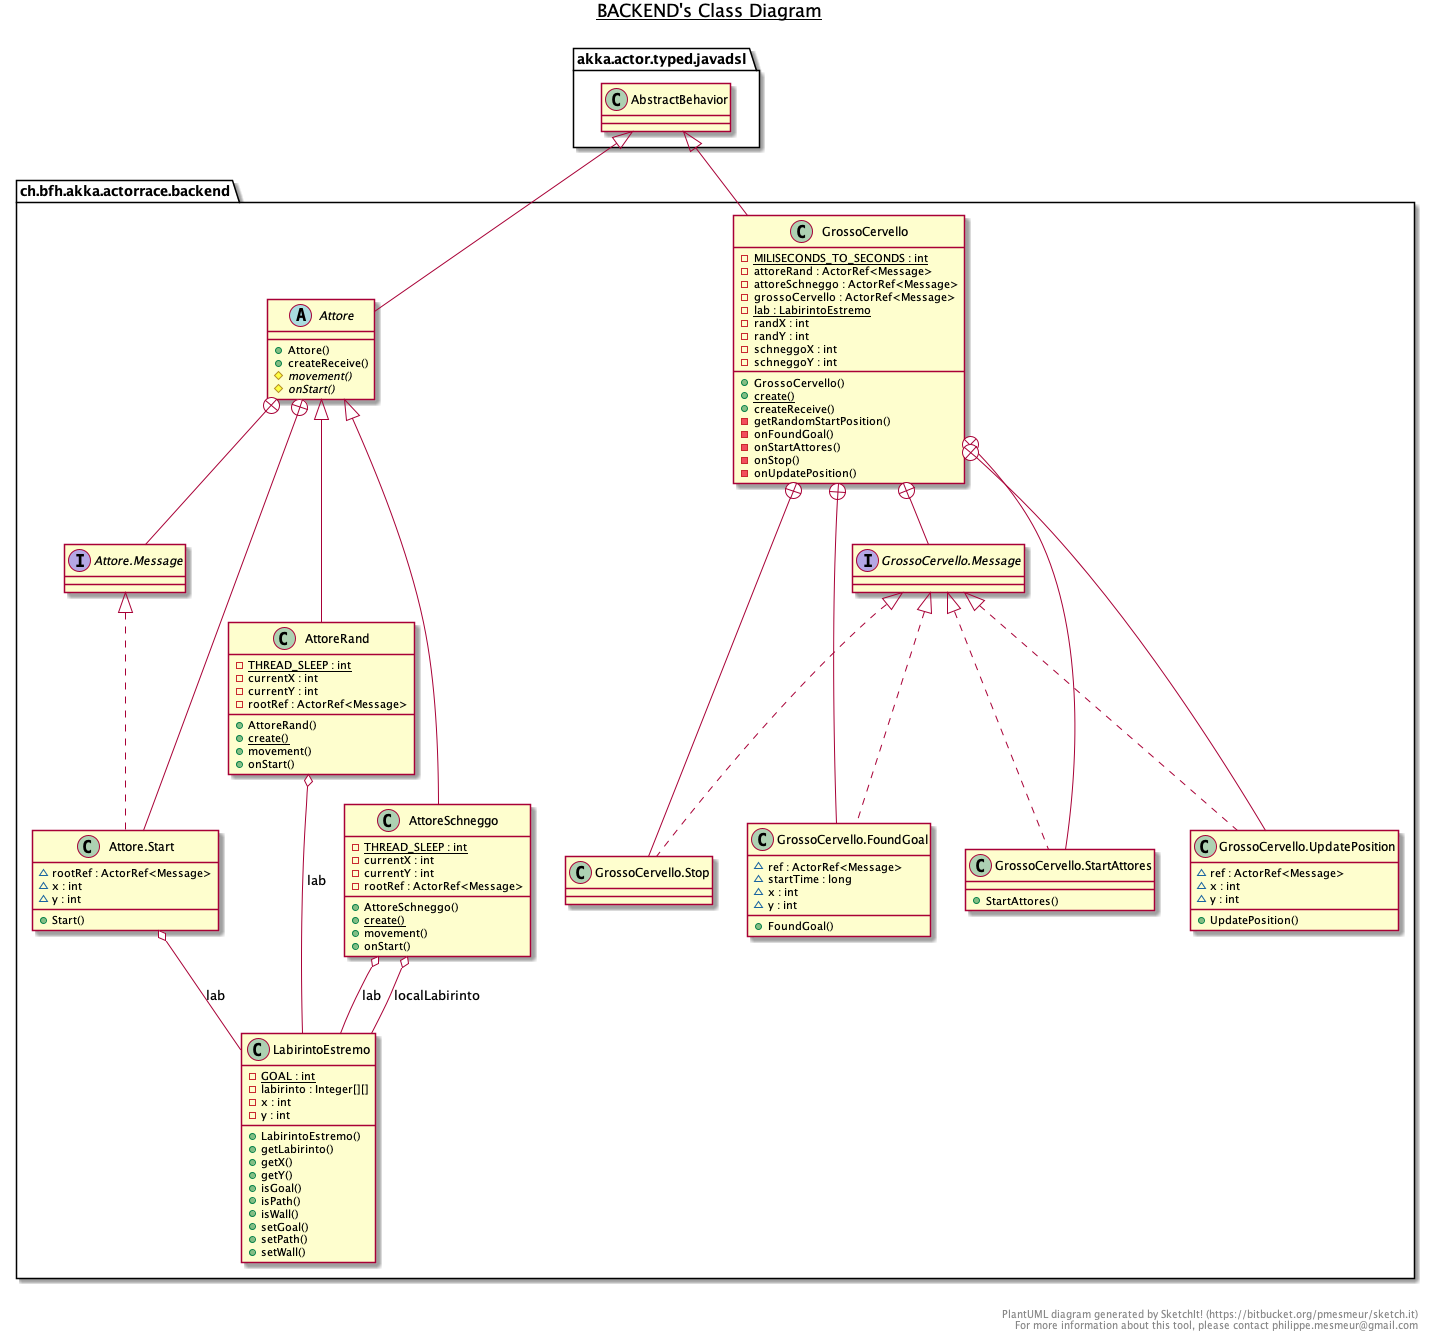 BACKEND's Class Diagram
akka.actor.typed.javadsl
C AbstractBehavior
ch.bfh.akka.actorrace.backend
C GrossoCervello
MILISECONDS_TO_SECONDS : int
attoreRand : ActorRef<Message>
attoreSchneggo : ActorRef<Message>
grossoCervello : ActorRef<Message>
lab : LabirintoEstremo
randX : int
randY : int
schneggoX : int
schneggoY : int
GrossoCervello()
create()
createReceive()
getRandomStartPosition()
onFoundGoal()
onStartAttores()
onStop()
onUpdatePosition()
A Attore
Attore()
createReceive()
movement()
onStart()
I Attore.Message
I GrossoCervello.Message
C AttoreRand
THREAD_SLEEP : int
currentX : int
currentY : int
rootRef : ActorRef<Message>
AttoreRand()
create()
movement()
onStart()
C AttoreSchneggo
THREAD_SLEEP : int
currentX : int
currentY : int
rootRef : ActorRef<Message>
AttoreSchneggo()
create()
movement()
onStart()
C Attore.Start
rootRef : ActorRef<Message>
x : int
y : int
Start()
C GrossoCervello.Stop
C GrossoCervello.FoundGoal
ref : ActorRef<Message>
startTime : long
x : int
y : int
FoundGoal()
C GrossoCervello.StartAttores
StartAttores()
C GrossoCervello.UpdatePosition
ref : ActorRef<Message>
x : int
y : int
UpdatePosition()
lab
lab
lab
localLabirinto
C LabirintoEstremo
GOAL : int
labirinto : Integer[][]
x : int
y : int
LabirintoEstremo()
getLabirinto()
getX()
getY()
isGoal()
isPath()
isWall()
setGoal()
setPath()
setWall()
PlantUML diagram generated by SketchIt! (https://bitbucket.org/pmesmeur/sketch.it)
For more information about this tool, please contact philippe.mesmeur@gmail.com